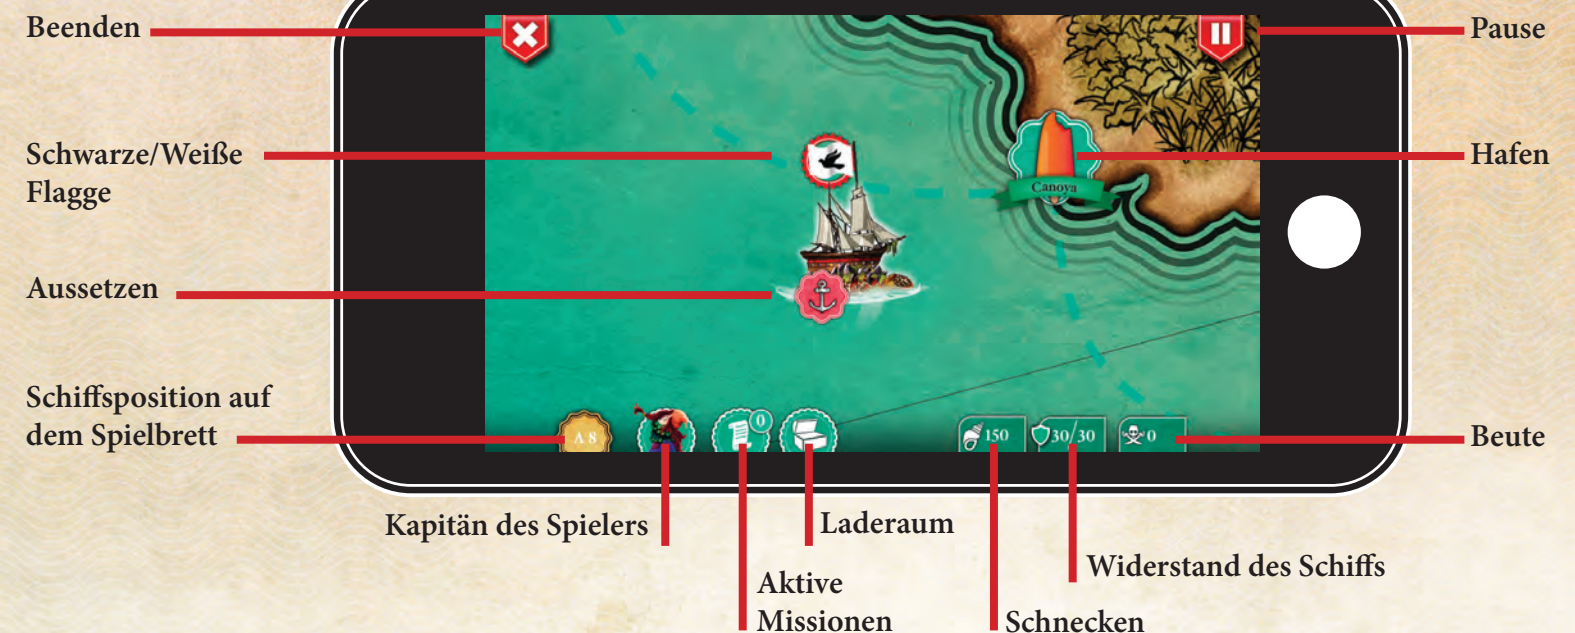 Beenden
Pause
Schwarze/Weiße
Flagge
Hafen
Canoya
Aussetzen
Schiffsposition auf
dem Spielbrett
A 8
0
150
30/30
0
Beute
Kapitän des Spielers
Laderaum
Aktive
Missionen
Widerstand des Schiffs
Schnecken